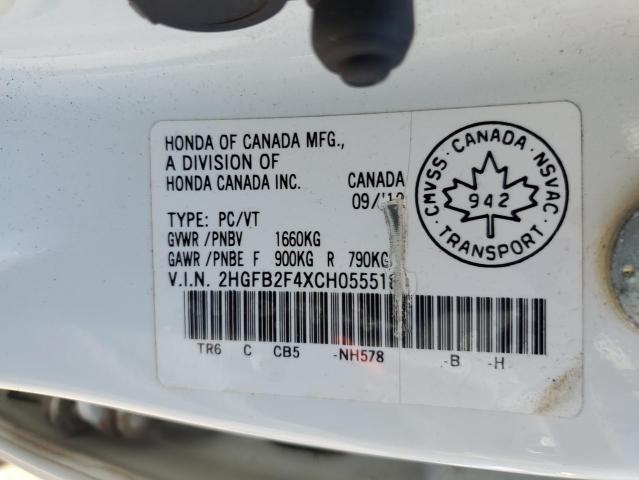 HONDA OF CANADA MFG.,
A DIVISION OF
HONDA CANADA INC.
CANADA
TYPE: PC/VT
GVWR /PNBV 1660KG
GAWR /PNBE F 900KG R 790KG
V.I.N.
TR6 C CB5 -NH578 -B -H
CMVSS · CANADA · NSVAC
942
TRANSPORT